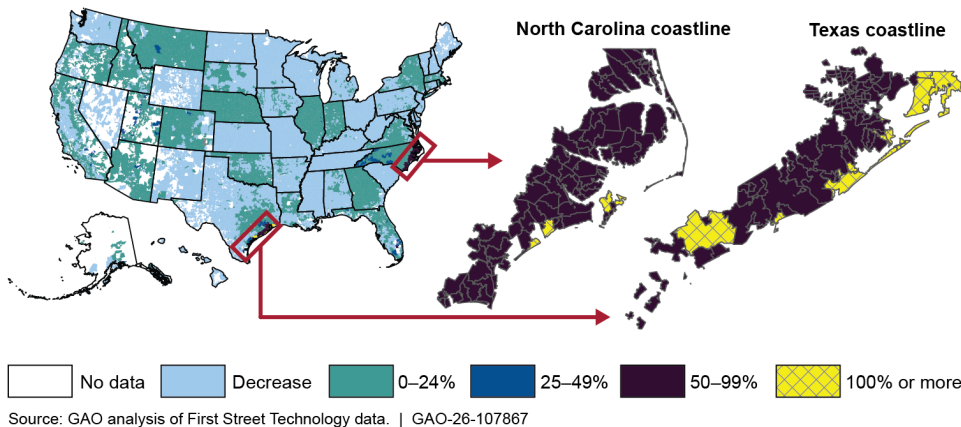 North Carolina coastline
Texas coastline
No data
Decrease
0–24%
25–49%
50–99%
100% or more
Source: GAO analysis of First Street Technology data. | GAO-26-107867